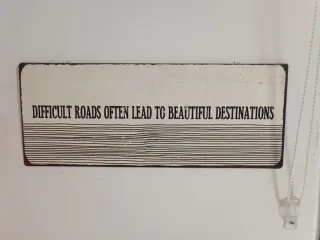 DIFFICULT ROADS OFTEN LEAD TO BEAUTIFUL DESTINATIONS